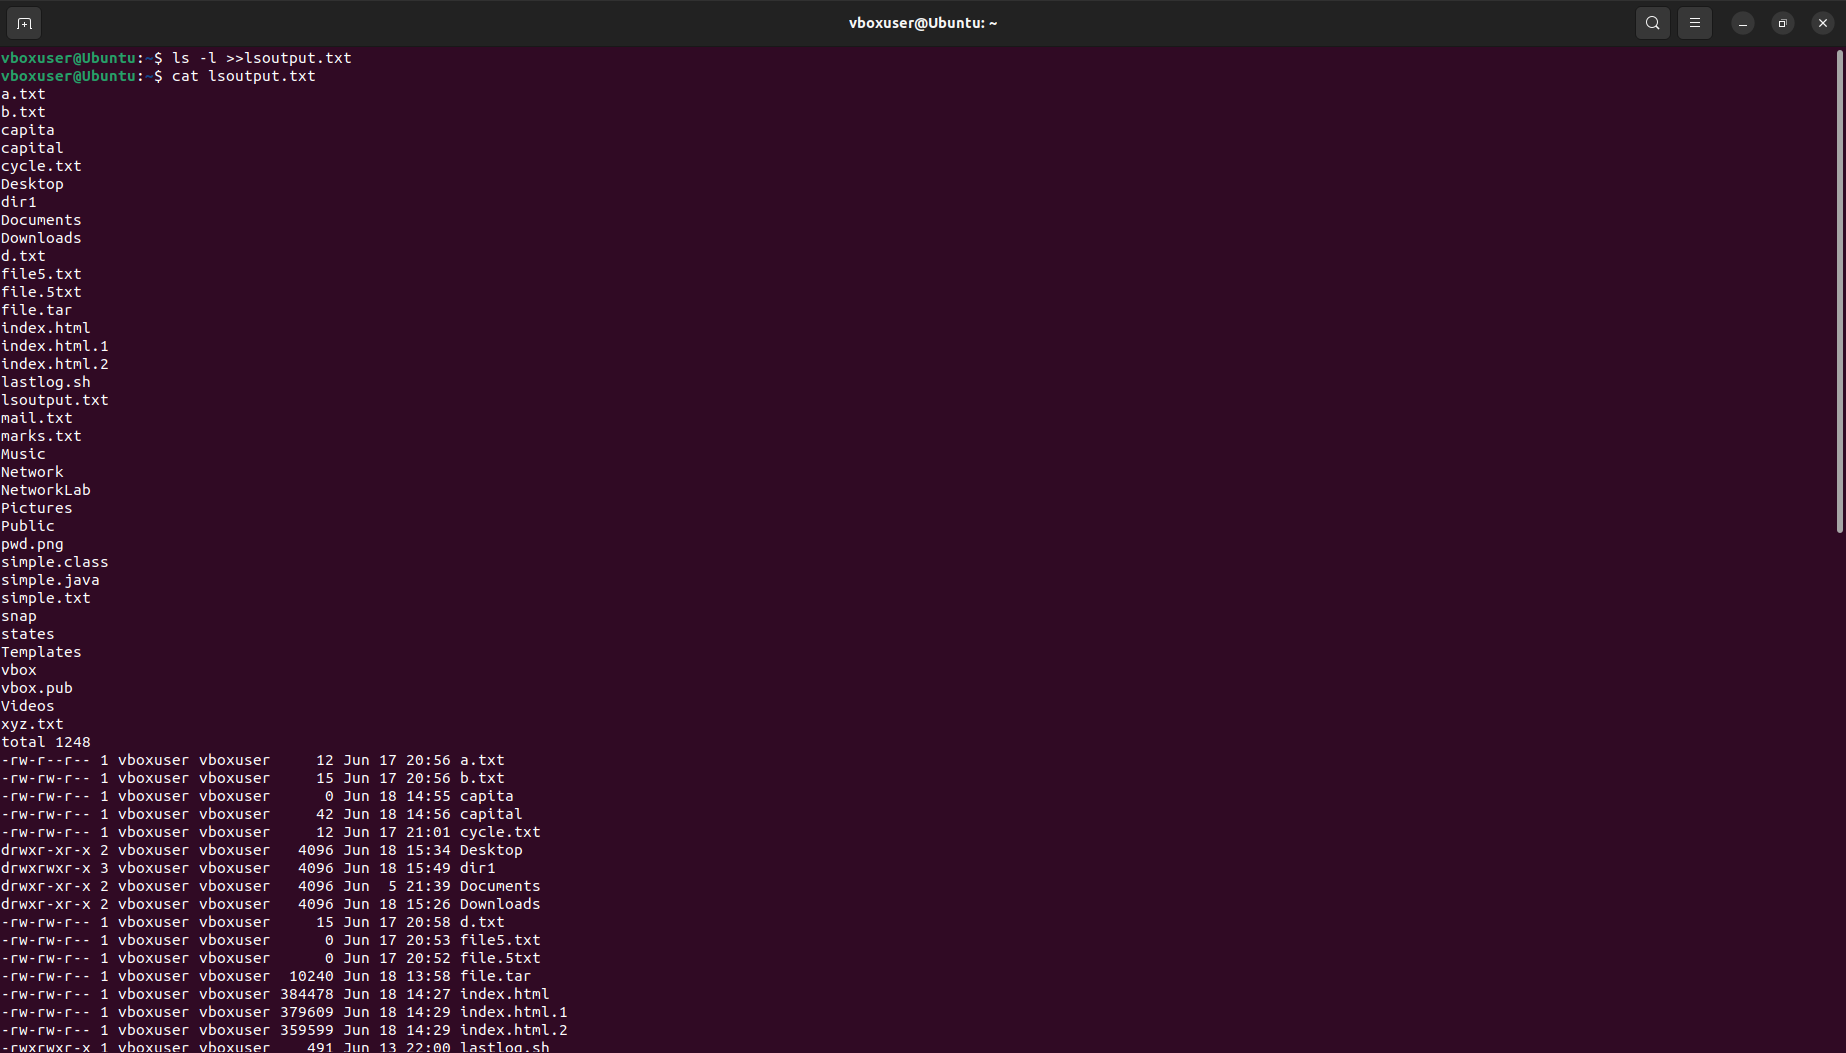 vboxuser@Ubuntu: ~
vboxuser@Ubuntu:~$ ls -l >>lsoutput.txt
vboxuser@Ubuntu:~$ cat lsoutput.txt
a.txt
b.txt
capita
capital
cycle.txt
Desktop
dir1
Documents
Downloads
d.txt
file5.txt
file.5txt
file.tar
index.html
index.html.1
index.html.2
lastlog.sh
lsoutput.txt
mail.txt
marks.txt
Music
Network
NetworkLab
Pictures
Public
pwd.png
simple.class
simple.java
simple.txt
snap
states
Templates
vbox
vbox.pub
Videos
xyz.txt
total 1248
-rw-r--r-- 1 vboxuser vboxuser     12 Jun 17 20:56 a.txt
-rw-rw-r-- 1 vboxuser vboxuser     15 Jun 17 20:56 b.txt
-rw-rw-r-- 1 vboxuser vboxuser      0 Jun 18 14:55 capita
-rw-rw-r-- 1 vboxuser vboxuser     42 Jun 18 14:56 capital
-rw-rw-r-- 1 vboxuser vboxuser     12 Jun 17 21:01 cycle.txt
drwxr-xr-x 2 vboxuser vboxuser   4096 Jun 18 15:34 Desktop
drwxrwxr-x 3 vboxuser vboxuser   4096 Jun 18 15:49 dir1
drwxr-xr-x 2 vboxuser vboxuser   4096 Jun  5 21:39 Documents
drwxr-xr-x 2 vboxuser vboxuser   4096 Jun 18 15:26 Downloads
-rw-rw-r-- 1 vboxuser vboxuser     15 Jun 17 20:58 d.txt
-rw-rw-r-- 1 vboxuser vboxuser      0 Jun 17 20:53 file5.txt
-rw-rw-r-- 1 vboxuser vboxuser      0 Jun 17 20:52 file.5txt
-rw-rw-r-- 1 vboxuser vboxuser  10240 Jun 18 13:58 file.tar
-rw-rw-r-- 1 vboxuser vboxuser 384478 Jun 18 14:27 index.html
-rw-rw-r-- 1 vboxuser vboxuser 379609 Jun 18 14:29 index.html.1
-rw-rw-r-- 1 vboxuser vboxuser 359599 Jun 18 14:29 index.html.2
-rwxrwxr-x 1 vboxuser vboxuser    491 Jun 13 22:00 lastlog.sh